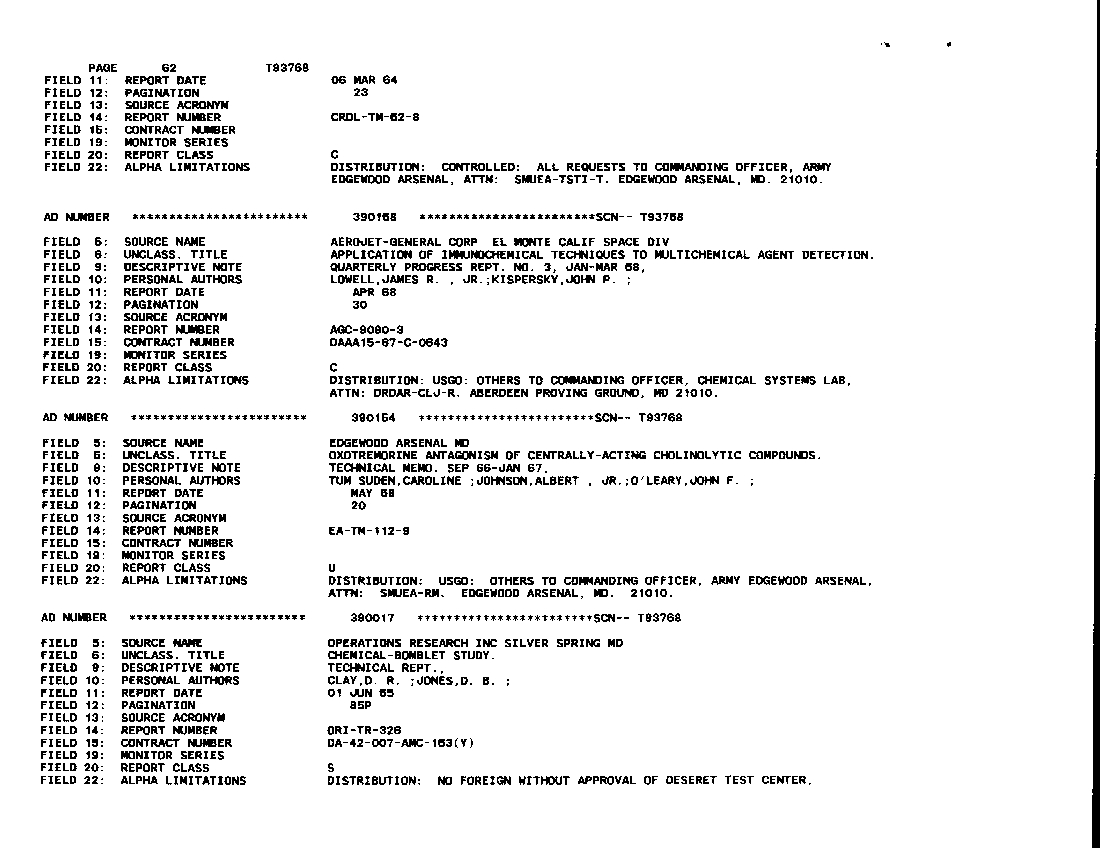 PAGE 62 T93768
FIELD 11: REPORT DATE 06 MAR 64
FIELD 12: PAGINATION 23
FIELD 13: SOURCE ACRONYM
FIELD 14: REPORT NUMBER CRDL-TM-62-8
FIELD 15: CONTRACT NUMBER
FIELD 19: MONITOR SERIES
FIELD 20: REPORT CLASS C
FIELD 22: ALPHA LIMITATIONS DISTRIBUTION: CONTROLLED: ALL REQUESTS TO COMMANDING OFFICER, ARMY
EDGEWOOD ARSENAL, ATTN: SMUEA-TSTI-T. EDGEWOOD ARSENAL, MD. 21010.
AD NUMBER ************************ 390168 ************************SCN-- T93768
FIELD 5: SOURCE NAME AEROJET-GENERAL CORP EL MONTE CALIF SPACE DIV
FIELD 6: UNCLASS. TITLE APPLICATION OF IMMUNOCHEMICAL TECHNIQUES TO MULTICHEMICAL AGENT DETECTION.
FIELD 9: DESCRIPTIVE NOTE QUARTERLY PROGRESS REPT. NO. 3, JAN-MAR 68,
FIELD 10: PERSONAL AUTHORS LOWELL,JAMES R. , JR.;KISPERSKY,JOHN P. ;
FIELD 11: REPORT DATE APR 68
FIELD 12: PAGINATION 30
FIELD 13: SOURCE ACRONYM
FIELD 14: REPORT NUMBER AGC-9090-3
FIELD 15: CONTRACT NUMBER DAAA15-67-C-0643
FIELD 19: MONITOR SERIES
FIELD 20: REPORT CLASS C
FIELD 22: ALPHA LIMITATIONS DISTRIBUTION: USGO: OTHERS TO COMMANDING OFFICER, CHEMICAL SYSTEMS LAB,
ATTN: DRDAR-CLJ-R. ABERDEEN PROVING GROUND, MD 21010.
AD NUMBER ************************ 390154 ************************SCN-- T93768
FIELD 5: SOURCE NAME EDGEWOOD ARSENAL MD
FIELD 6: UNCLASS. TITLE OXOTREMORINE ANTAGONISM OF CENTRALLY-ACTING CHOLINOLYTIC COMPOUNDS.
FIELD 9: DESCRIPTIVE NOTE TECHNICAL MEMO. SEP 66-JAN 67,
FIELD 10: PERSONAL AUTHORS TUM SUDEN,CAROLINE ;JOHNSON,ALBERT , JR.;O'LEARY,JOHN F. ;
FIELD 11: REPORT DATE MAY 68
FIELD 12: PAGINATION 20
FIELD 13: SOURCE ACRONYM
FIELD 14: REPORT NUMBER EA-TM-112-9
FIELD 15: CONTRACT NUMBER
FIELD 19: MONITOR SERIES
FIELD 20: REPORT CLASS U
FIELD 22: ALPHA LIMITATIONS DISTRIBUTION: USGO: OTHERS TO COMMANDING OFFICER, ARMY EDGEWOOD ARSENAL,
ATTN: SMUEA-RM. EDGEWOOD ARSENAL, MD. 21010.
AD NUMBER ************************ 390017 ************************SCN-- T93768
FIELD 5: SOURCE NAME OPERATIONS RESEARCH INC SILVER SPRING MD
FIELD 6: UNCLASS. TITLE CHEMICAL-BOMBLET STUDY.
FIELD 9: DESCRIPTIVE NOTE TECHNICAL REPT.,
FIELD 10: PERSONAL AUTHORS CLAY,D. R. ;JONES,D. B. ;
FIELD 11: REPORT DATE 01 JUN 65
FIELD 12: PAGINATION 85P
FIELD 13: SOURCE ACRONYM
FIELD 14: REPORT NUMBER ORI-TR-326
FIELD 15: CONTRACT NUMBER DA-42-007-AMC-163(Y)
FIELD 19: MONITOR SERIES
FIELD 20: REPORT CLASS S
FIELD 22: ALPHA LIMITATIONS DISTRIBUTION: NO FOREIGN WITHOUT APPROVAL OF DESERET TEST CENTER,